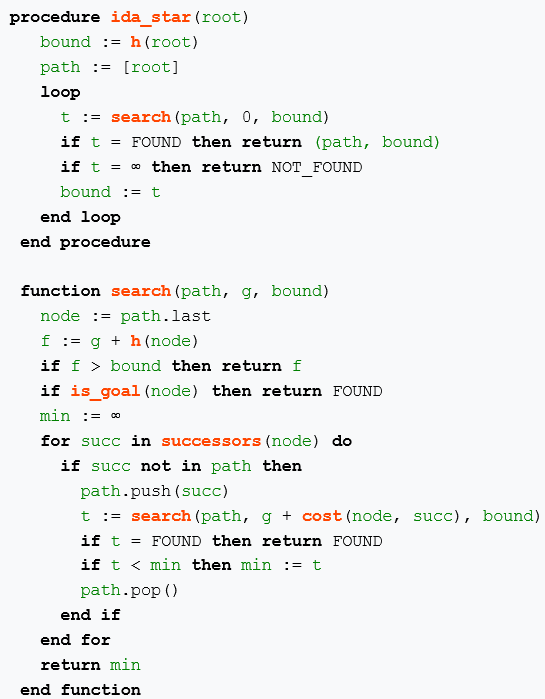 procedure ida_star(root)
bound := h(root)
path := [root]
loop
t := search(path, 0, bound)
if t = FOUND then return (path, bound)
if t = ∞ then return NOT_FOUND
bound := t
end loop
end procedure
function search(path, g, bound)
node := path.last
f := g + h(node)
if f > bound then return f
if is_goal(node) then return FOUND
min := ∞
for succ in successors(node) do
if succ not in path then
path.push(succ)
t := search(path, g + cost(node, succ), bound)
if t = FOUND then return FOUND
if t < min then min := t
path.pop()
end if
end for
return min
end function